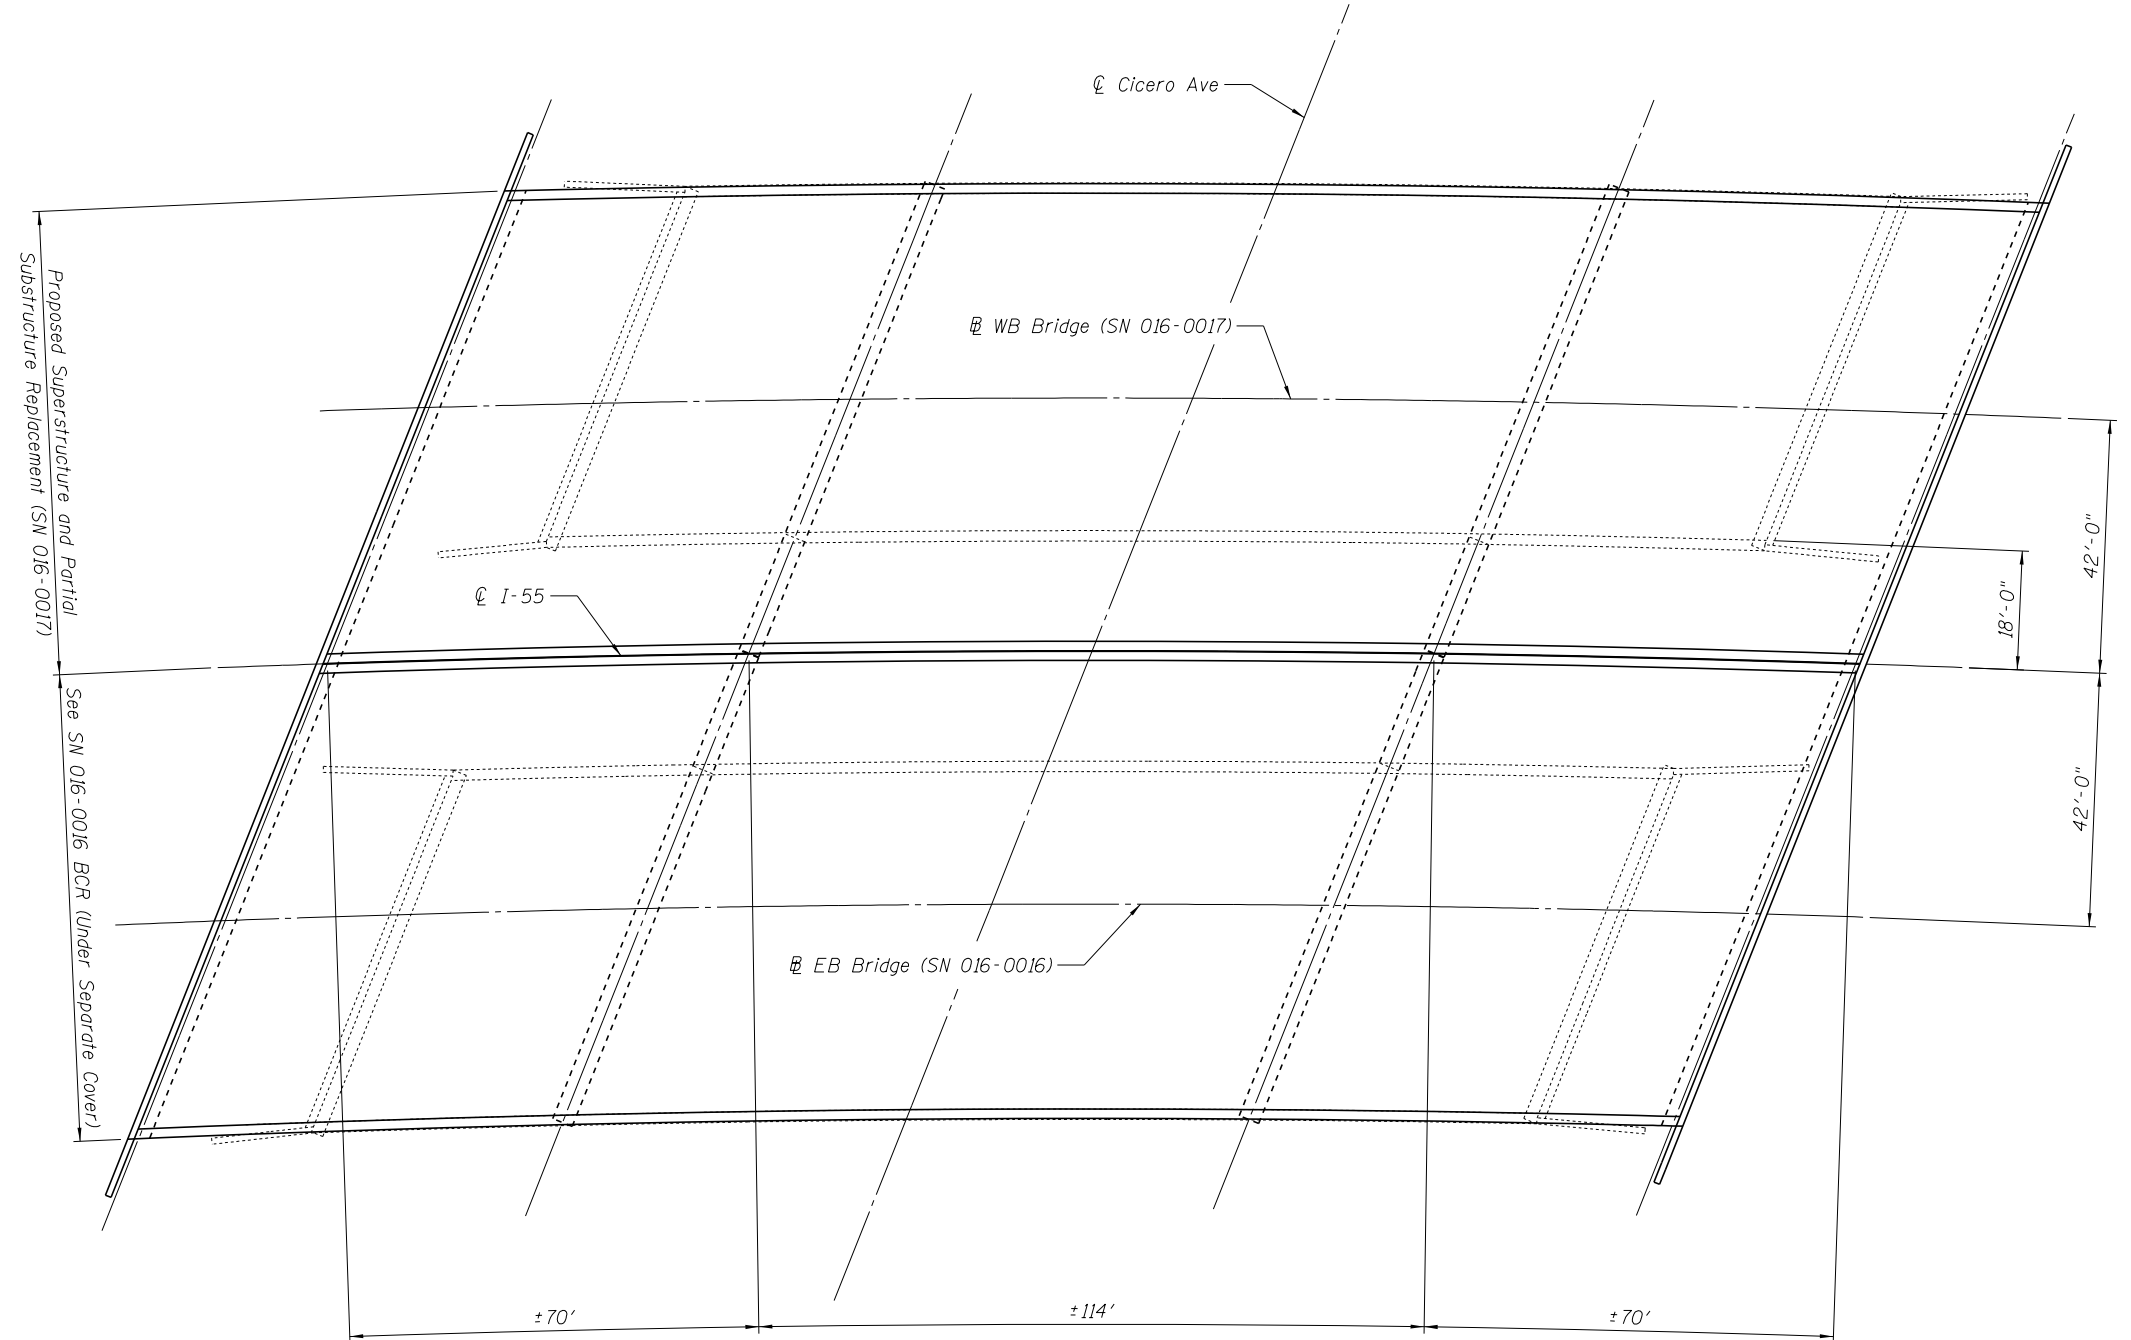 ℄ Cicero Ave
Proposed Superstructure and Partial
Substructure Replacement (SN 016-0017)
⅊ WB Bridge (SN 016-0017)
℄ I-55
42'-0"
18'-0"
See SN 016-0016 BCR (Under Separate Cover)
42'-0"
⅊ EB Bridge (SN 016-0016)
±70'
±114'
±70'